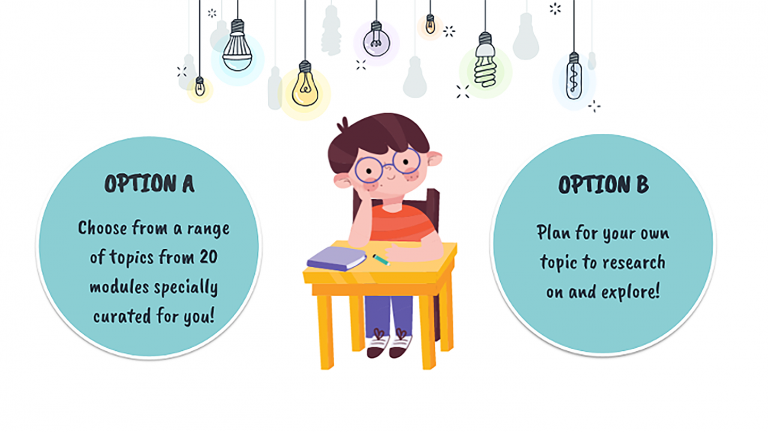 OPTION A
Choose from a range
of topics from 20
modules specially
curated for you!
OPTION B
Plan for your own
topic to research
on and explore!